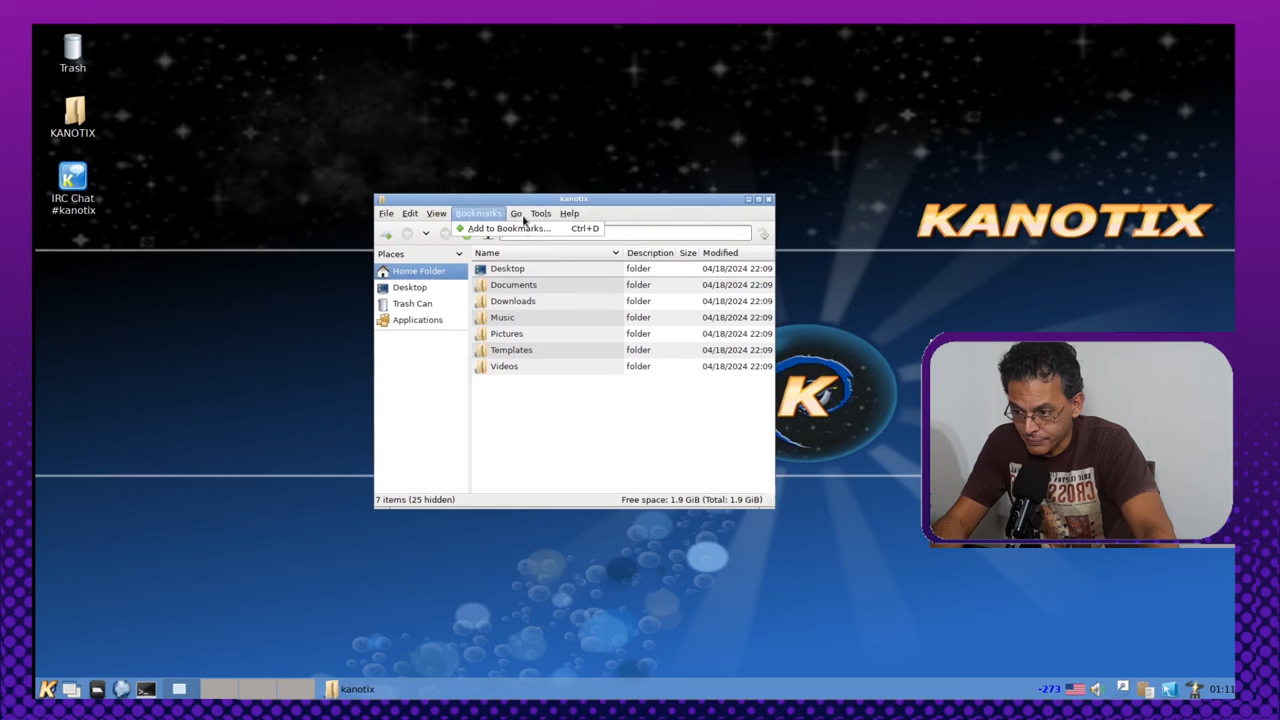 Trash
KANOTIX
IRC Chat
#kanotix
KANOTIX
kanotix
File Edit View Bookmarks Go Tools Help
Add to Bookmarks... Ctrl+D
Places
Home Folder
Desktop
Trash Can
Applications
Name Description Size Modified
Desktop folder 04/18/2024 22:09
Documents folder 04/18/2024 22:09
Downloads folder 04/18/2024 22:09
Music folder 04/18/2024 22:09
Pictures folder 04/18/2024 22:09
Templates folder 04/18/2024 22:09
Videos folder 04/18/2024 22:09
7 items (25 hidden) Free space: 1.9 GiB (Total: 1.9 GiB)
K
CROSS
kanotix
-273
01:11